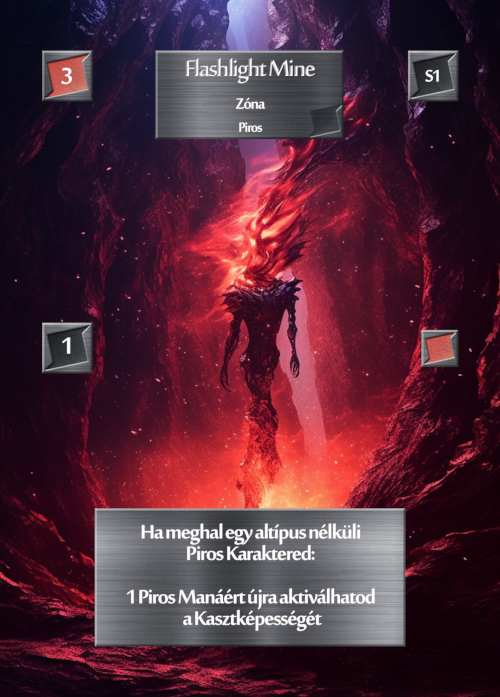 3
Flashlight Mine
S1
Zóna
Piros
1
Ha meghal egy altípus nélküli
Piros Karaktered:
1 Piros Manáért újra aktiválhatod
a Kasztképességét